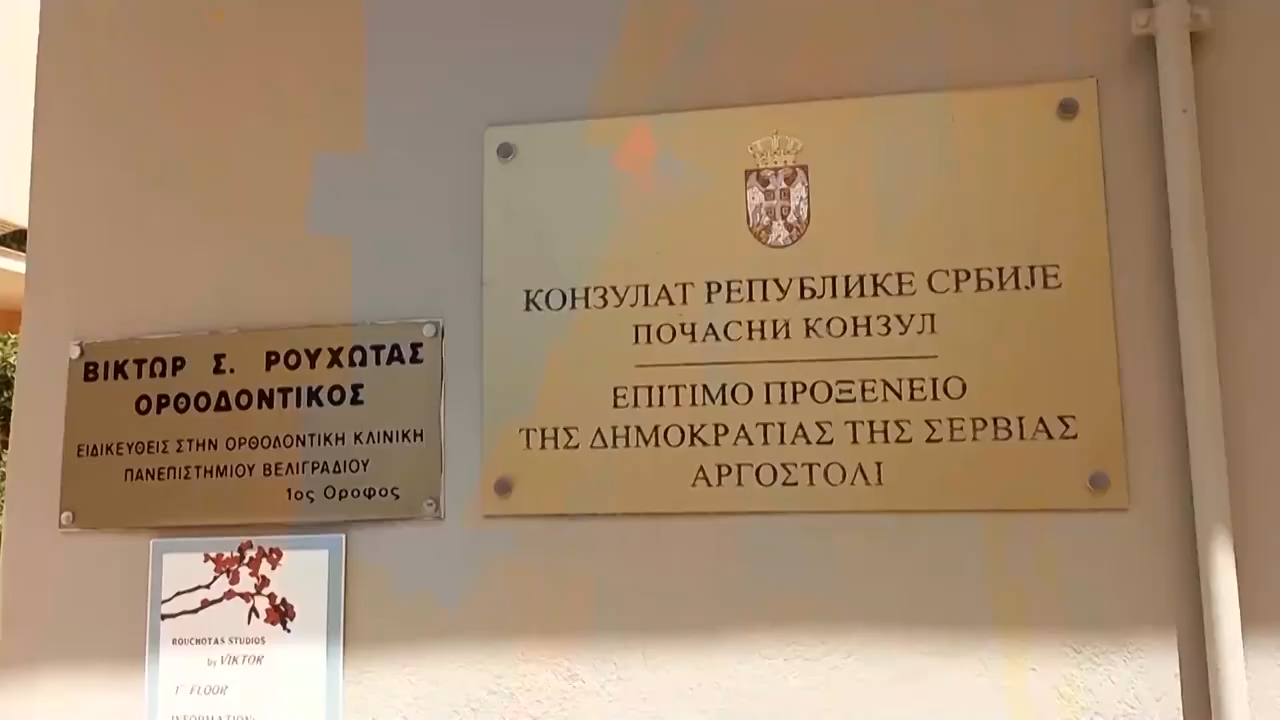 ΒΙΚΤΩΡ Σ. ΡΟΥΧΩΤΑΣ
ΟΡΘΟΔΟΝΤΙΚΟΣ
ΕΙΔΙΚΕΥΘΕΙΣ ΣΤΗΝ ΟΡΘΟΔΟΝΤΙΚΗ ΚΛΙΝΙΚΗ
ΠΑΝΕΠΙΣΤΗΜΙΟΥ ΒΕΛΙΓΡΑΔΙΟΥ
1ος Οροφος
КОНЗУЛАТ РЕПУБЛИКЕ СРБИЈЕ
ПОЧАСНИ КОНЗУЛ
ΕΠΙΤΙΜΟ ΠΡΟΞΕΝΕΙΟ
ΤΗΣ ΔΗΜΟΚΡΑΤΙΑΣ ΤΗΣ ΣΕΡΒΙΑΣ
ΑΡΓΟΣΤΟΛΙ
ROUCHOTAS STUDIOS
by VIKTOR
FLOOR
INFORMATION: